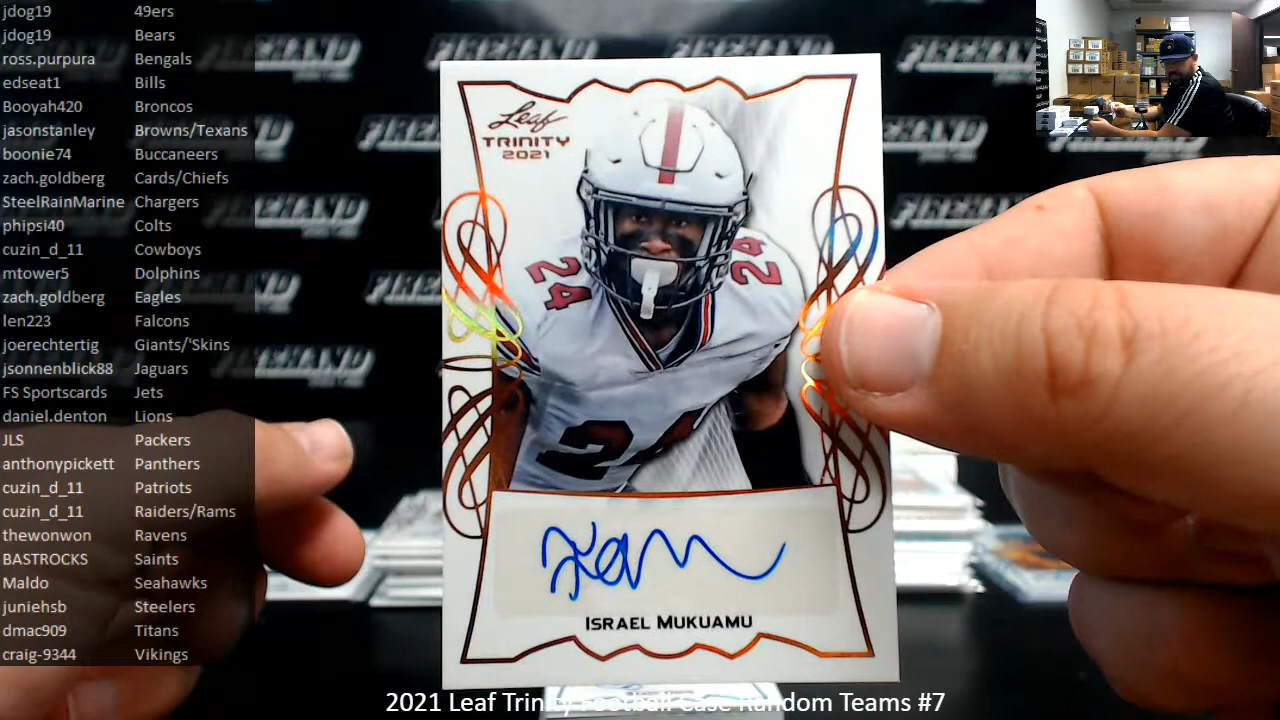 jdog19 49ers
jdog19 Bears
ross.purpura Bengals
edseat1 Bills
Booyah420 Broncos
jasonstanley Browns/Texans
boonie74 Buccaneers
zach.goldberg Cards/Chiefs
SteelRainMarine Chargers
phipsi40 Colts
cuzin_d_11 Cowboys
mtower5 Dolphins
zach.goldberg Eagles
len223 Falcons
joerechtertig Giants/'Skins
jsonnenblick88 Jaguars
FS Sportscards Jets
daniel.denton Lions
JLS Packers
anthonypickett Panthers
cuzin_d_11 Patriots
cuzin_d_11 Raiders/Rams
thewonwon Ravens
BASTROCKS Saints
Maldo Seahawks
juniehsb Steelers
dmac909 Titans
craig-9344 Vikings
FIREHAND
Leaf
TRINITY
2021
24
24
24
ISRAEL MUKUAMU
2021 Leaf Trinity Football Case Random Teams #7